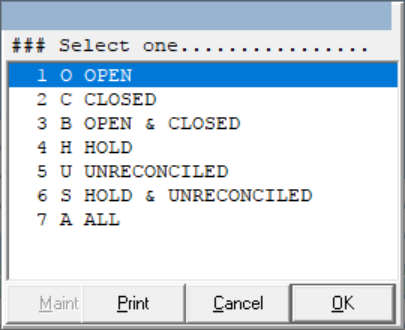 ### Select one................
1 O OPEN
2 C CLOSED
3 B OPEN & CLOSED
4 H HOLD
5 U UNRECONCILED
6 S HOLD & UNRECONCILED
7 A ALL
Maint Print Cancel OK